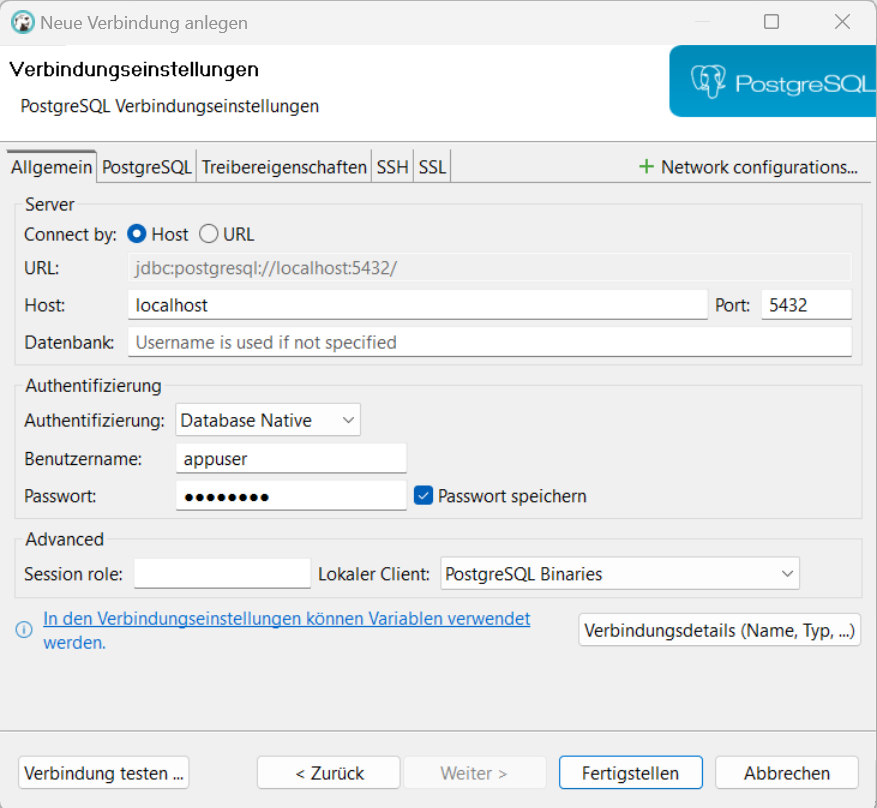 Neue Verbindung anlegen
Verbindungseinstellungen
PostgreSQL Verbindungseinstellungen
PostgreSQL
Allgemein PostgreSQL Treibereigenschaften SSH SSL + Network configurations...
Server
Connect by: Host URL
URL: jdbc:postgresql://localhost:5432/
Host: localhost Port: 5432
Datenbank: Username is used if not specified
Authentifizierung
Authentifizierung: Database Native
Benutzername: appuser
Passwort: ●●●●●●●● Passwort speichern
Advanced
Session role: Lokaler Client: PostgreSQL Binaries
In den Verbindungseinstellungen können Variablen verwendet
werden.
Verbindungsdetails (Name, Typ, ...)
Verbindung testen ... < Zurück Weiter > Fertigstellen Abbrechen